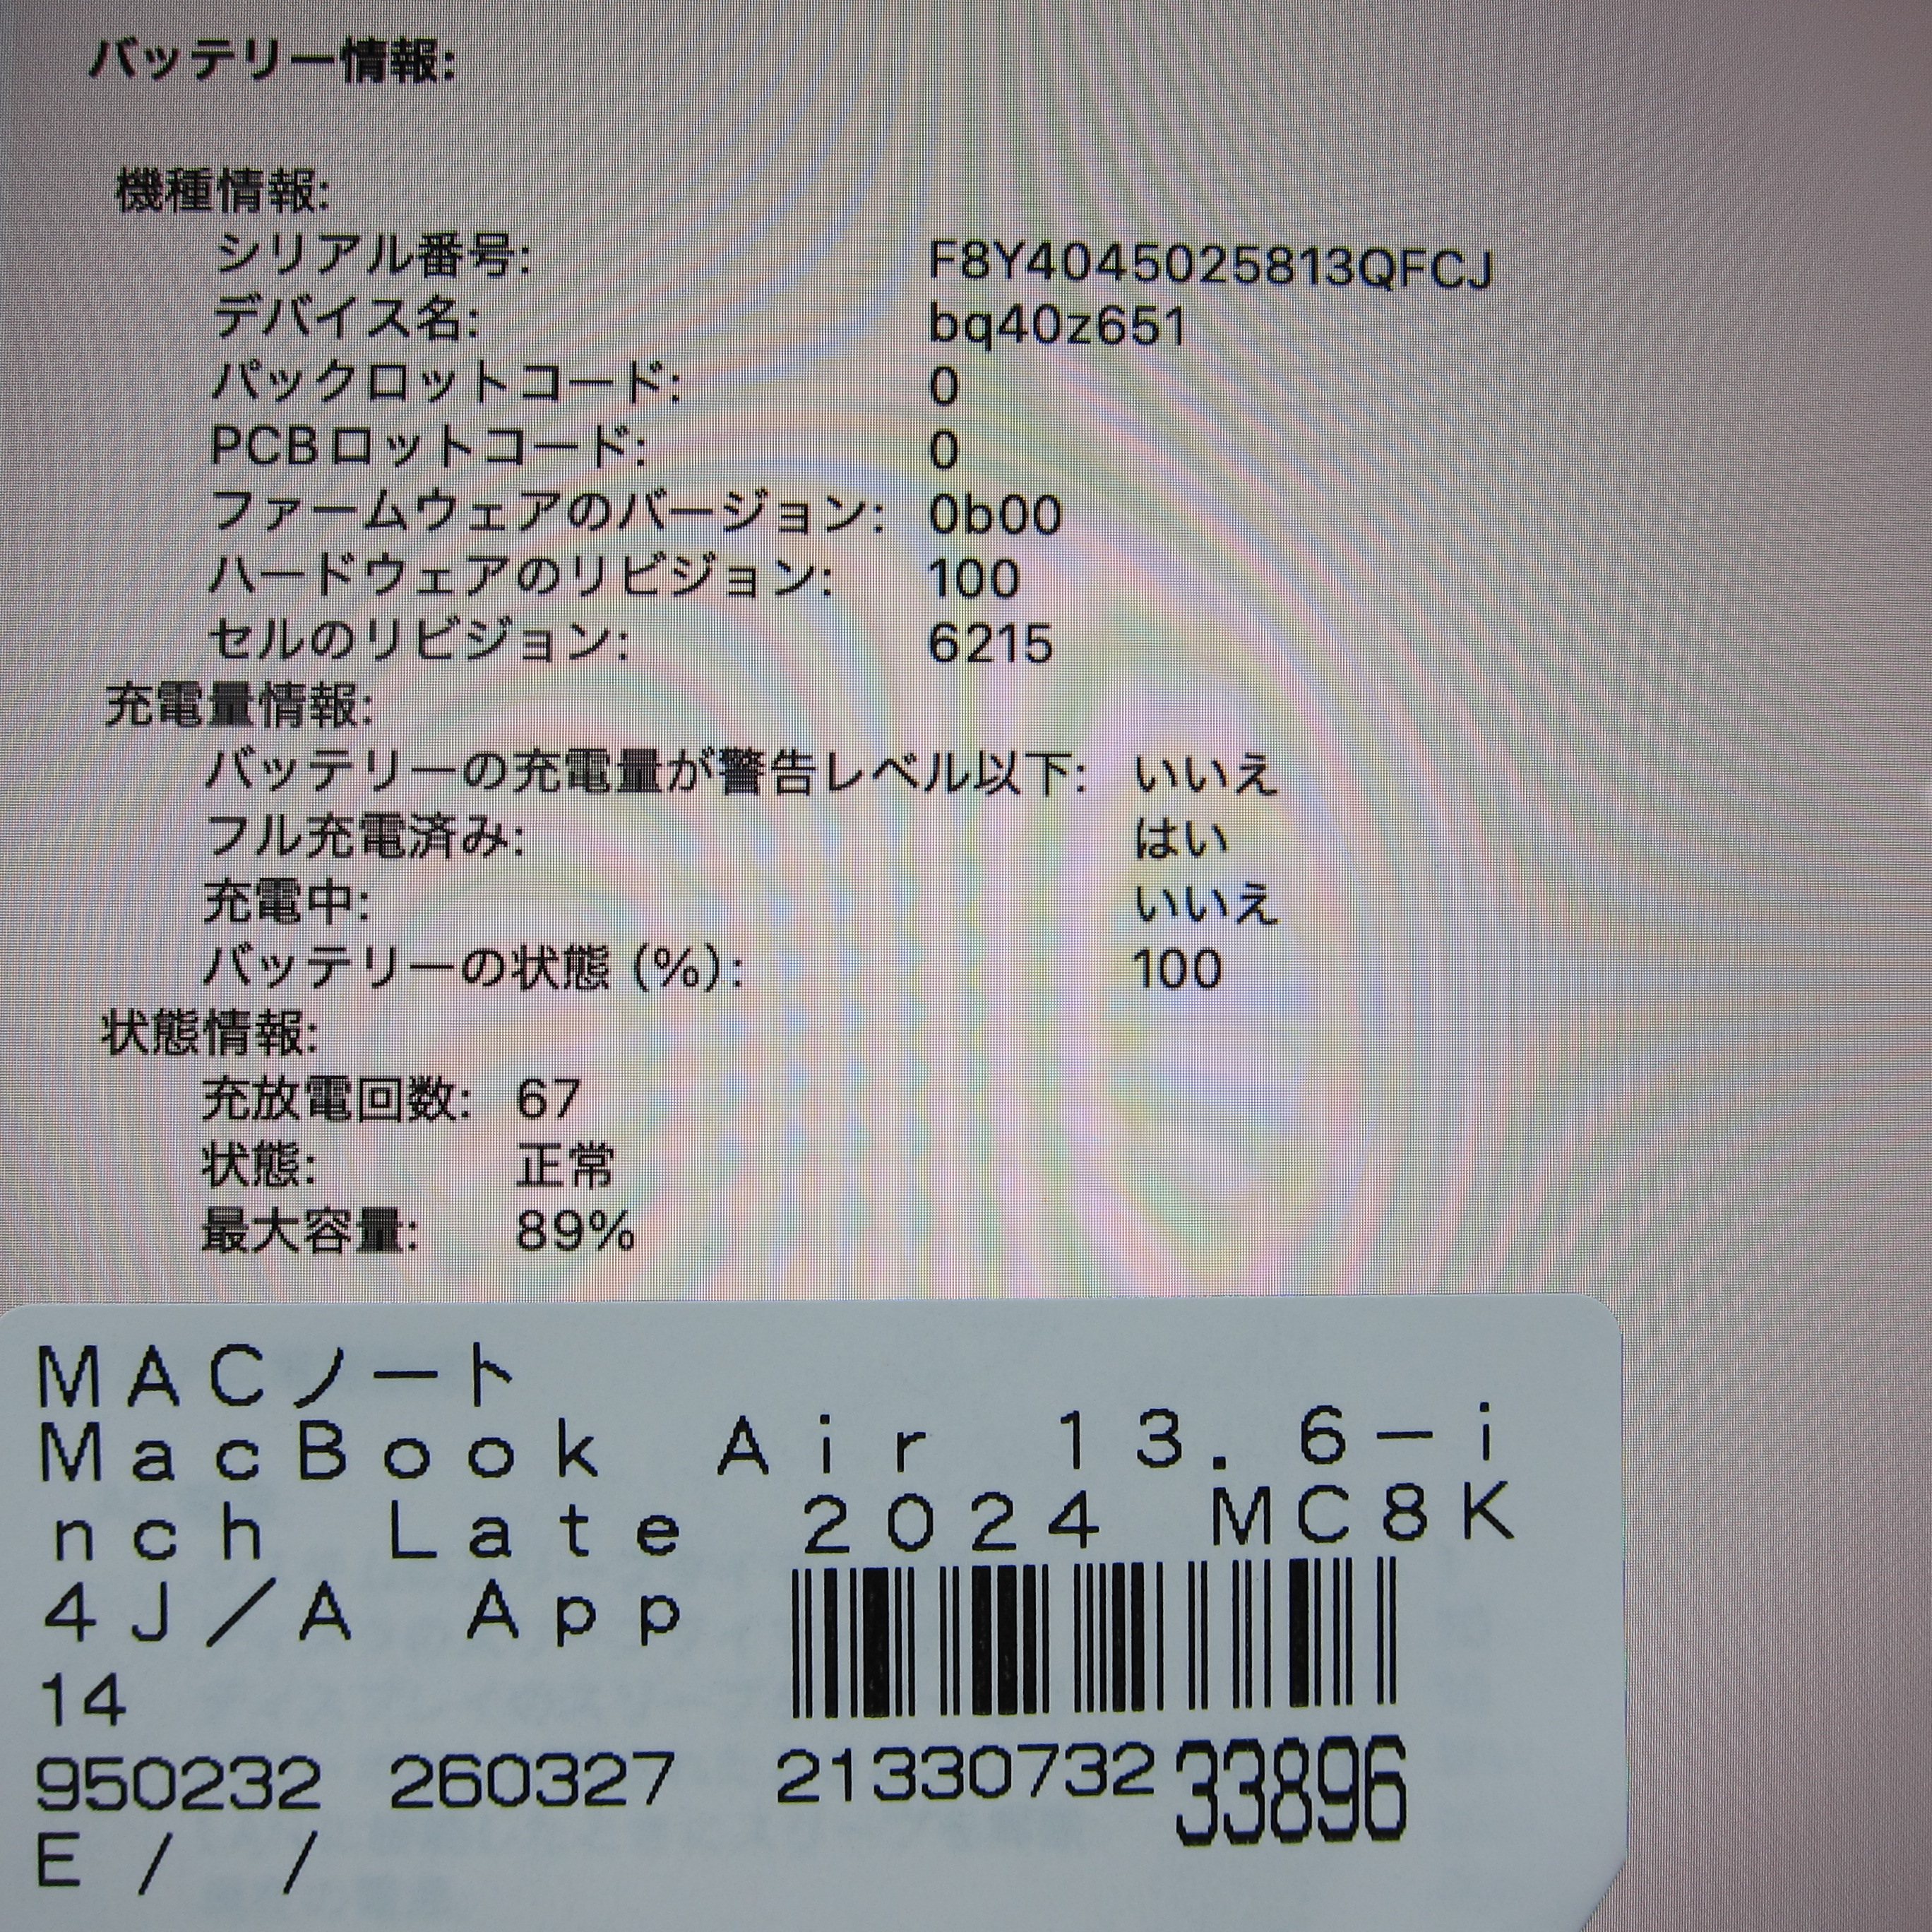 バッテリー情報:
機種情報:
シリアル番号: F8Y4045025813QFCJ
デバイス名: bq40z651
パックロットコード: 0
PCBロットコード: 0
ファームウェアのバージョン: 0b00
ハードウェアのリビジョン: 100
セルのリビジョン: 6215
充電量情報:
バッテリーの充電量が警告レベル以下: いいえ
フル充電済み: はい
充電中: いいえ
バッテリーの状態 (%): 100
状態情報:
充放電回数: 67
状態: 正常
最大容量: 89%
MACノート
MacBook Air 13.6-i
nch Late 2024 MC8K
4J/A App
14
950232 260327 2133073233896
E / /